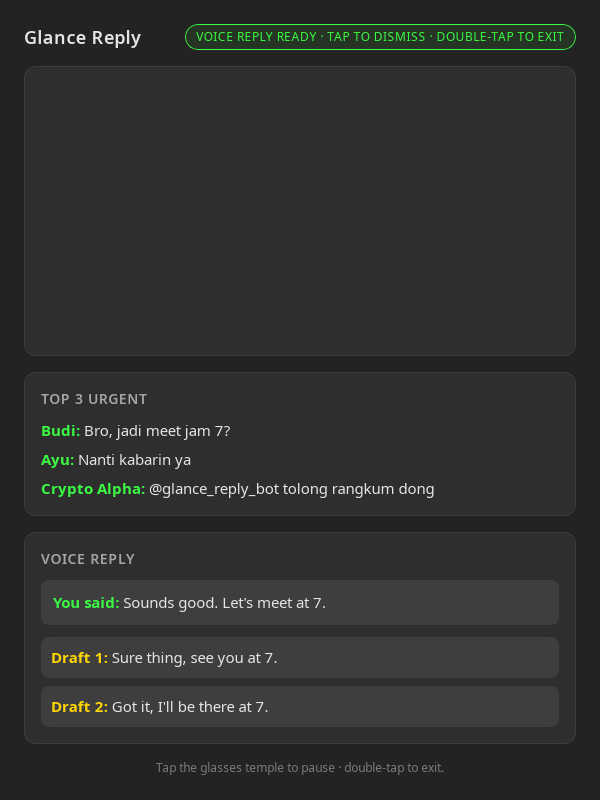 Glance Reply
VOICE REPLY READY · TAP TO DISMISS · DOUBLE-TAP TO EXIT
TOP 3 URGENT
Budi: Bro, jadi meet jam 7?
Ayu: Nanti kabarin ya
Crypto Alpha: @glance_reply_bot tolong rangkum dong
VOICE REPLY
You said: Sounds good. Let's meet at 7.
Draft 1: Sure thing, see you at 7.
Draft 2: Got it, I'll be there at 7.
Tap the glasses temple to pause · double-tap to exit.